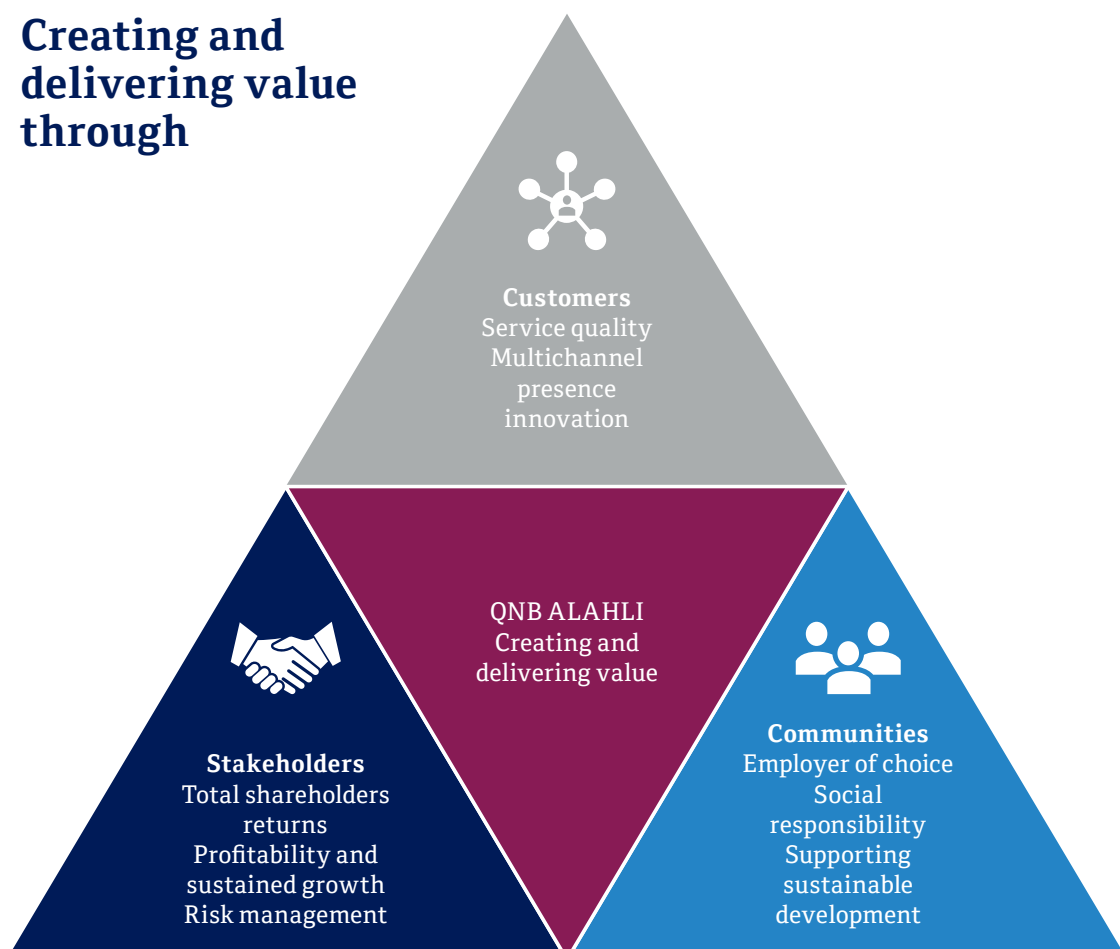 Creating and
delivering value
through
Customers
Service quality
Multichannel
presence
innovation
QNB ALAHLI
Creating and
delivering value
Stakeholders
Total shareholders
returns
Profitability and
sustained growth
Risk management
Communities
Employer of choice
Social
responsibility
Supporting
sustainable
development